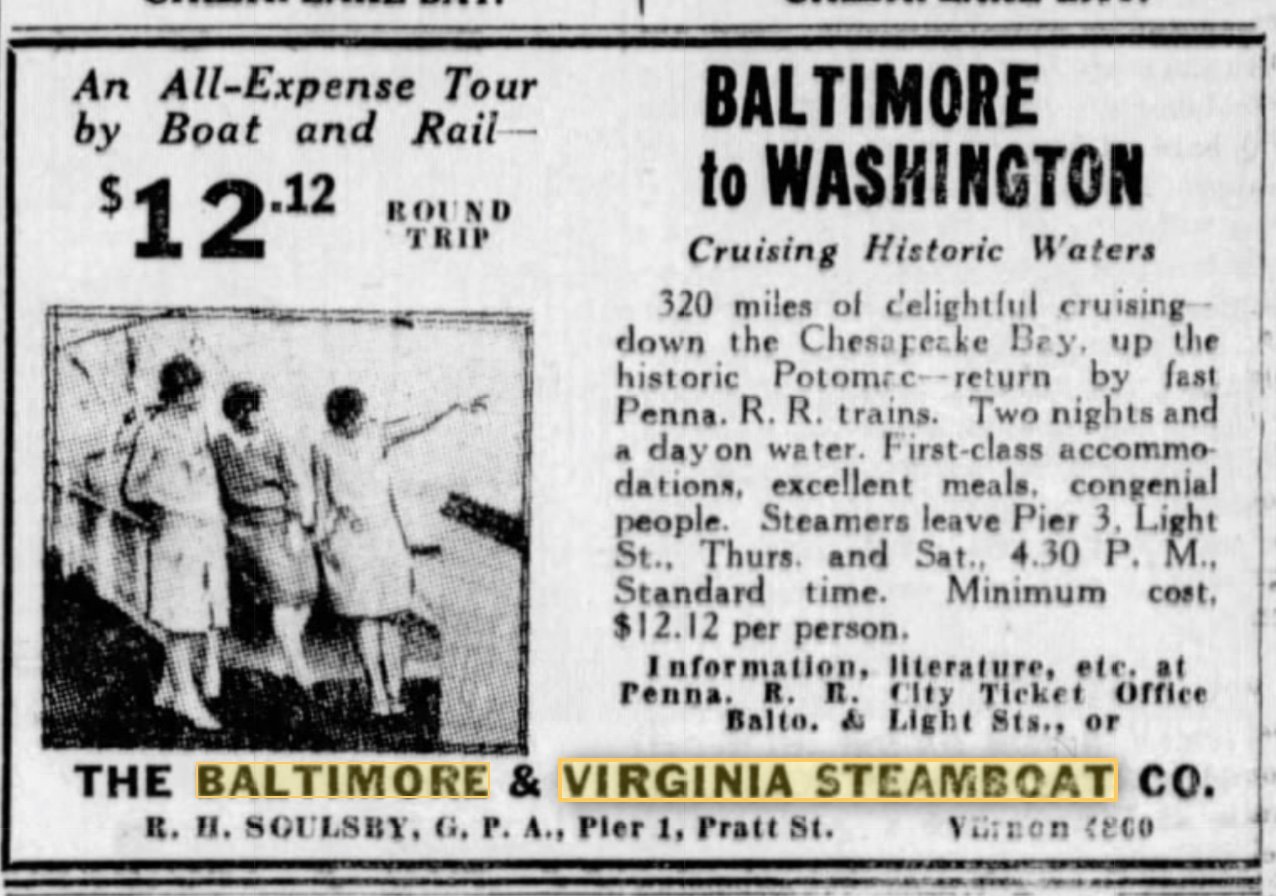 An All-Expense Tour
by Boat and Rail—
$12.12
ROUND
TRIP
BALTIMORE
to WASHINGTON
Cruising Historic Waters
320 miles of delightful cruising—
down the Chesapeake Bay, up the
historic Potomac—return by fast
Penna. R. R. trains. Two nights and
a day on water. First-class accommo-
dations, excellent meals, congenial
people. Steamers leave Pier 3, Light
St., Thurs. and Sat., 4.30 P. M.,
Standard time. Minimum cost,
$12.12 per person.
Information, literature, etc. at
Penna. R. R. City Ticket Office
Balto. & Light Sts., or
THE BALTIMORE & VIRGINIA STEAMBOAT CO.
R. H. SOULSBY, G. P. A., Pier 1, Pratt St. VErnon